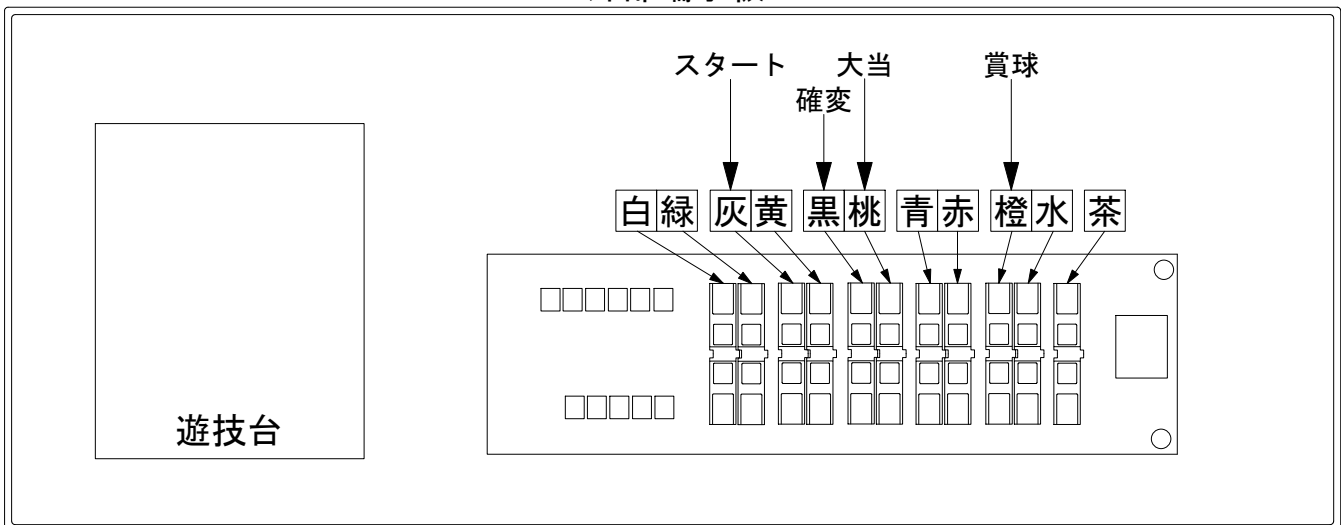 スタート 大当 賞球
確変
白 緑 灰 黄 黒 桃 青 赤 橙 水 茶
遊技台